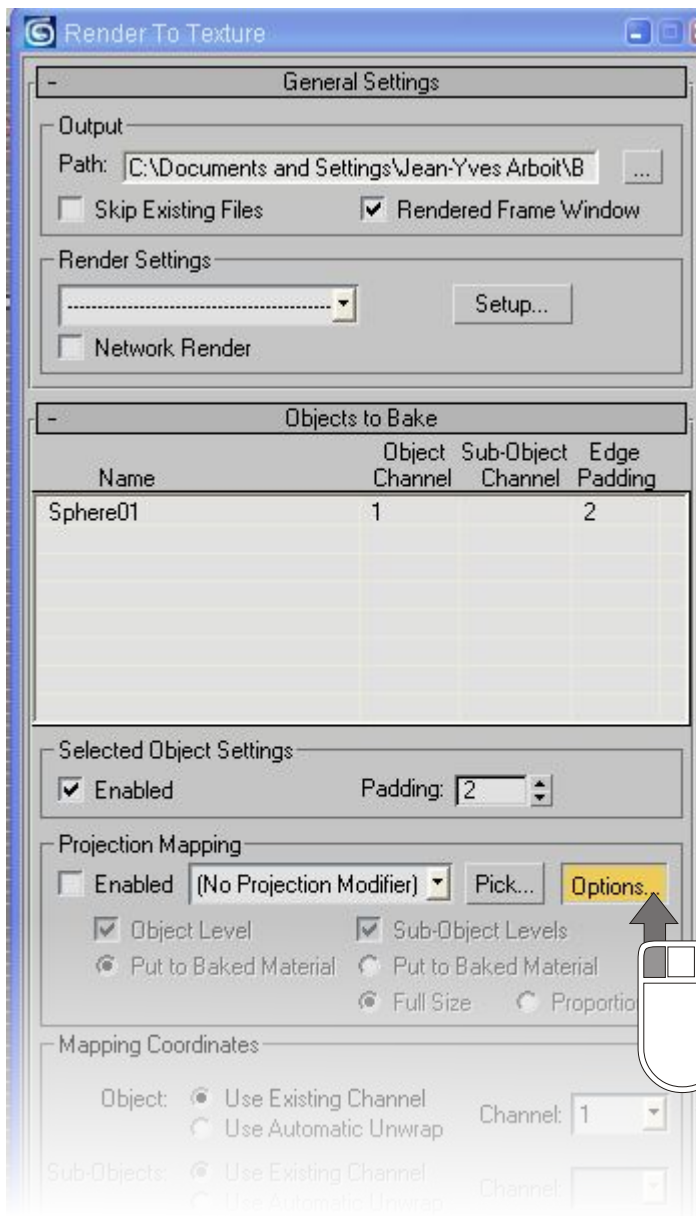 Render To Texture
- General Settings
Output
Path: C:\Documents and Settings\Jean-Yves Arboit\B ...
Skip Existing Files Rendered Frame Window
Render Settings
--------------------------------------- Setup...
Network Render
- Objects to Bake
Object Sub-Object Edge
Name Channel Channel Padding
Sphere01 1 2
Selected Object Settings
Enabled Padding: 2
Projection Mapping
Enabled (No Projection Modifier) Pick... Options...
Object Level Sub-Object Levels
Put to Baked Material Put to Baked Material
Full Size Proportio
Mapping Coordinates
Object: Use Existing Channel
Channel: 1
Use Automatic Unwrap
Sub-Objects: Use Existing Channel
Channel:
Use Automatic Unwrap